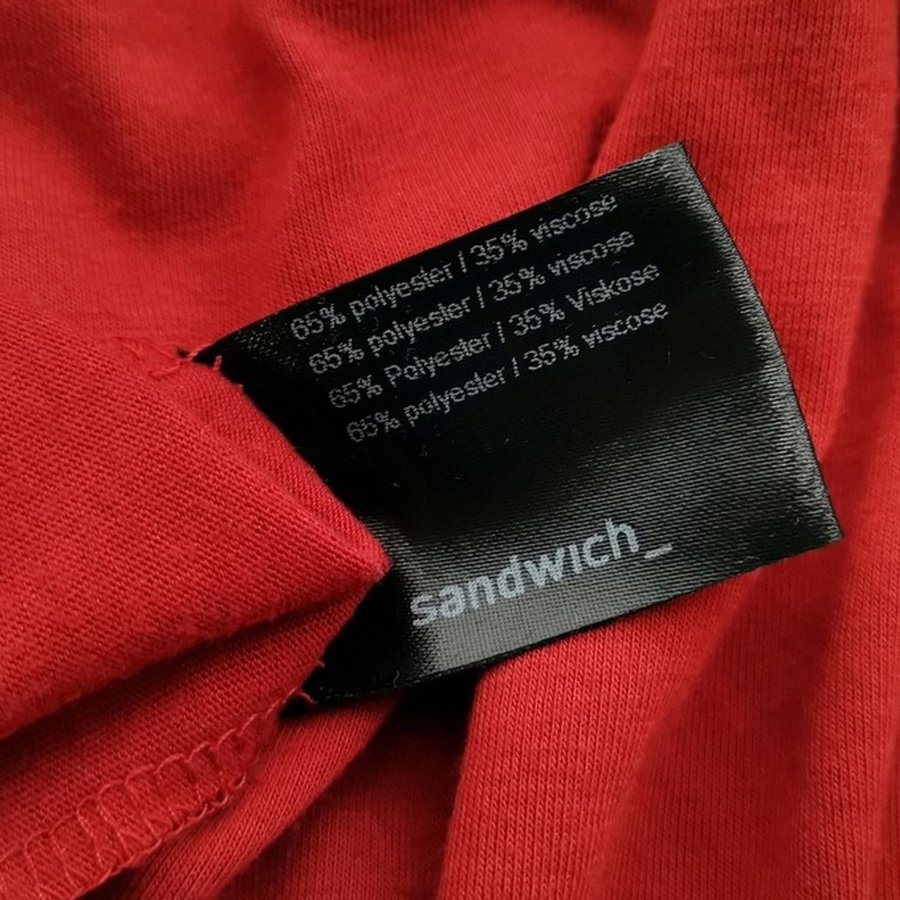 65% polyester / 35% viscose
65% polyester / 35% viscose
65% Polyester / 35% Viskose
65% polyester / 35% viscose
sandwich_